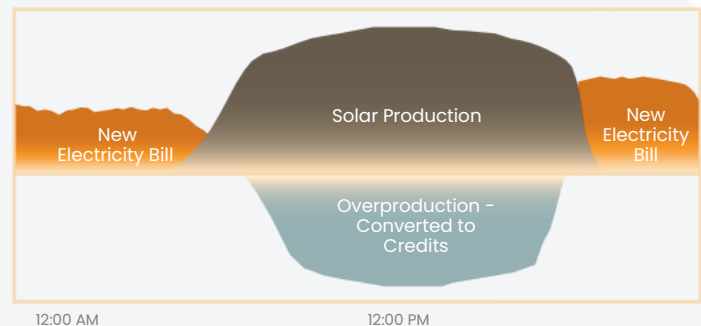 Solar Production
New
Electricity Bill
New
Electricity
Bill
Overproduction -
Converted to
Credits
12:00 AM
12:00 PM